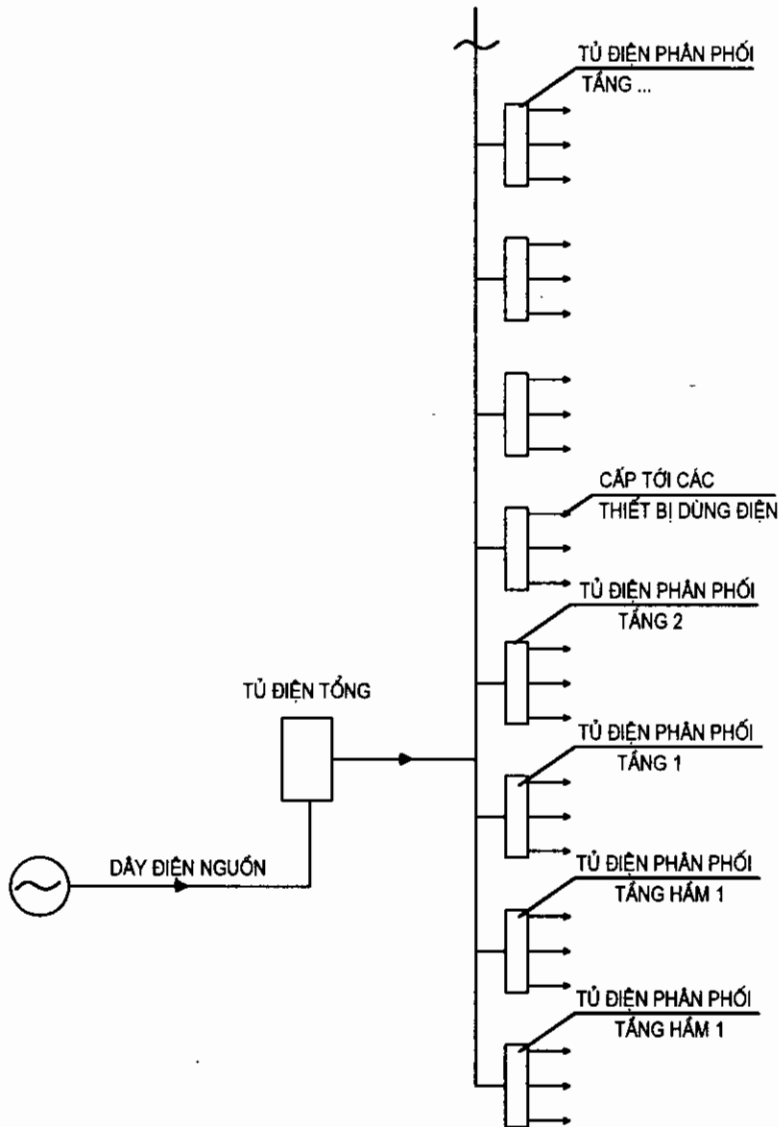 TỦ ĐIỆN PHÂN PHỐI
TẦNG ...
CẤP TỚI CÁC
THIẾT BỊ DÙNG ĐIỆN
TỦ ĐIỆN PHÂN PHỐI
TẦNG 2
TỦ ĐIỆN TỔNG
TỦ ĐIỆN PHÂN PHỐI
TẦNG 1
DÂY ĐIỆN NGUỒN
TỦ ĐIỆN PHÂN PHỐI
TẦNG HẦM 1
TỦ ĐIỆN PHÂN PHỐI
TẦNG HẦM 1